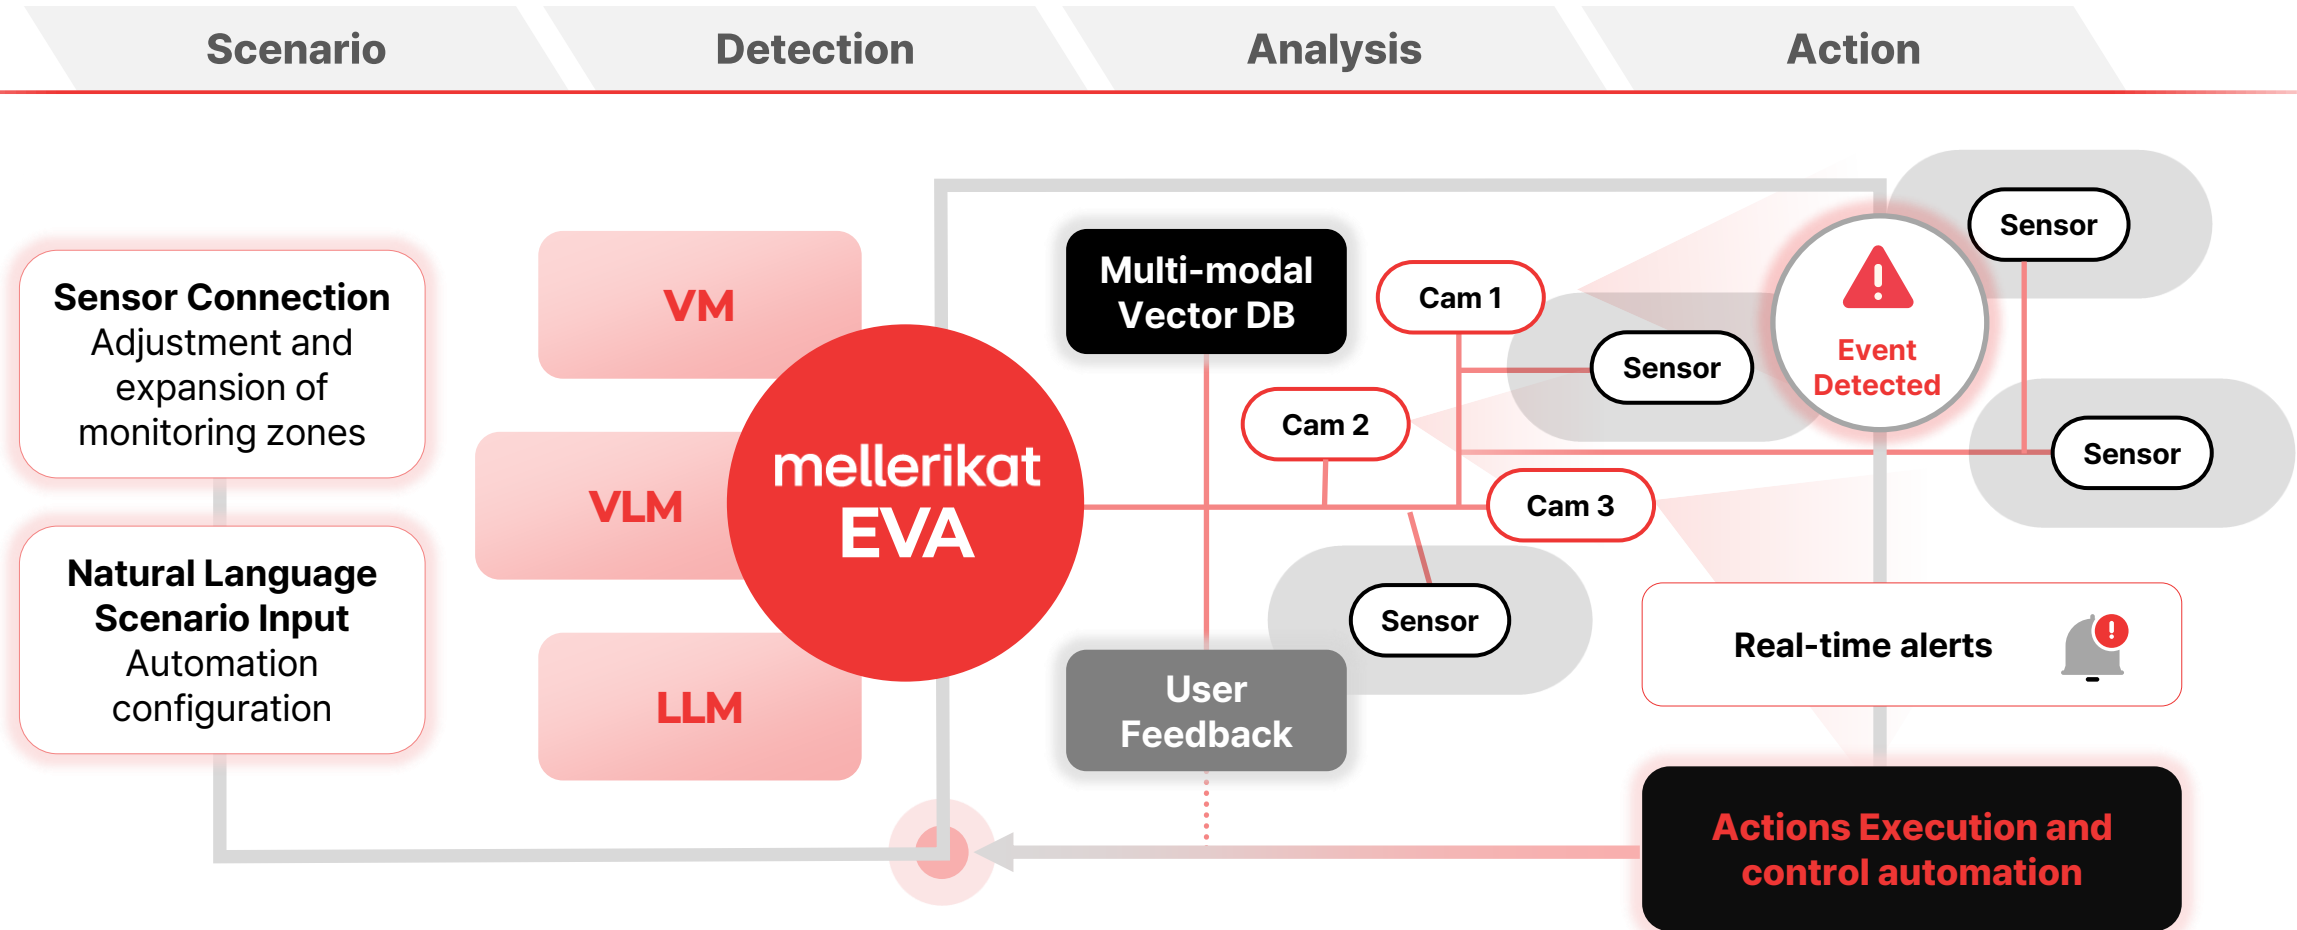 Scenario
Detection
Analysis
Action
Sensor Connection
Adjustment and
expansion of
monitoring zones
Natural Language
Scenario Input
Automation
configuration
VM
VLM
LLM
mellerikat
EVA
Multi-modal
Vector DB
User
Feedback
Cam 1
Cam 2
Cam 3
Sensor
Sensor
Sensor
Sensor
Event
Detected
Real-time alerts
Actions Execution and
control automation